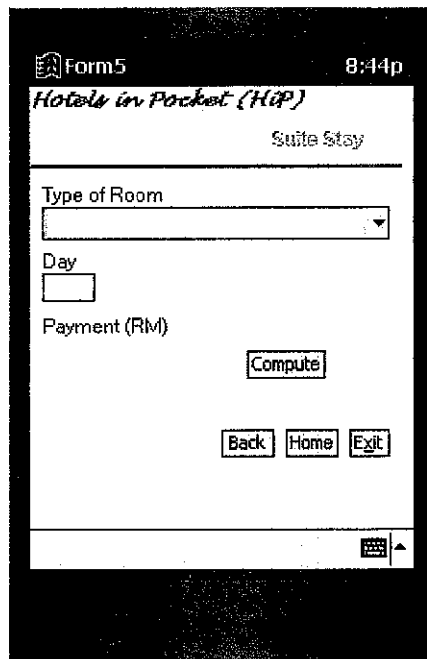 Form5 8:44p
Hotels in Pocket (HiP)
Suite Stay
Type of Room
Day
Payment (RM)
Compute
Back Home Exit